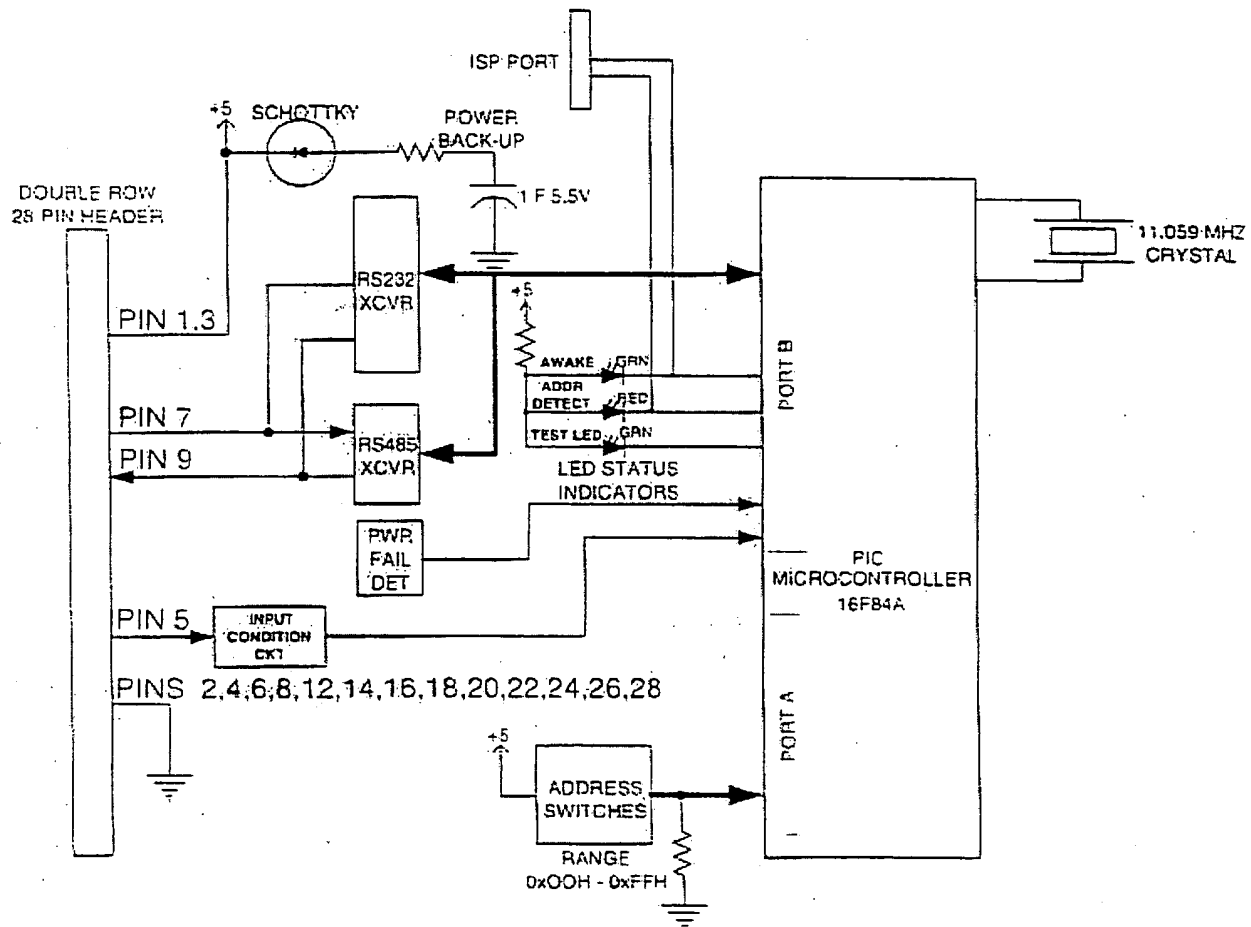 ISP PORT
+5
SCHOTTKY
POWER
BACK-UP
1 F 5.5V
DOUBLE ROW
28 PIN HEADER
11.059 MHZ
CRYSTAL
RS232
XCVR
+5
PIN 1.3
AWAKE
GRN
ADDR
DETECT
RED
TEST LED
GRN
PORT B
PIN 7
PIN 9
RS485
XCVR
LED STATUS
INDICATORS
PWR
FAIL
DET
PIC
MICROCONTROLLER
16F84A
PIN 5
INPUT
CONDITION
CKT
PINS 2,4,6,8,12,14,16,18,20,22,24,26,28
PORT A
+5
ADDRESS
SWITCHES
RANGE
0xOOH - 0xFFH